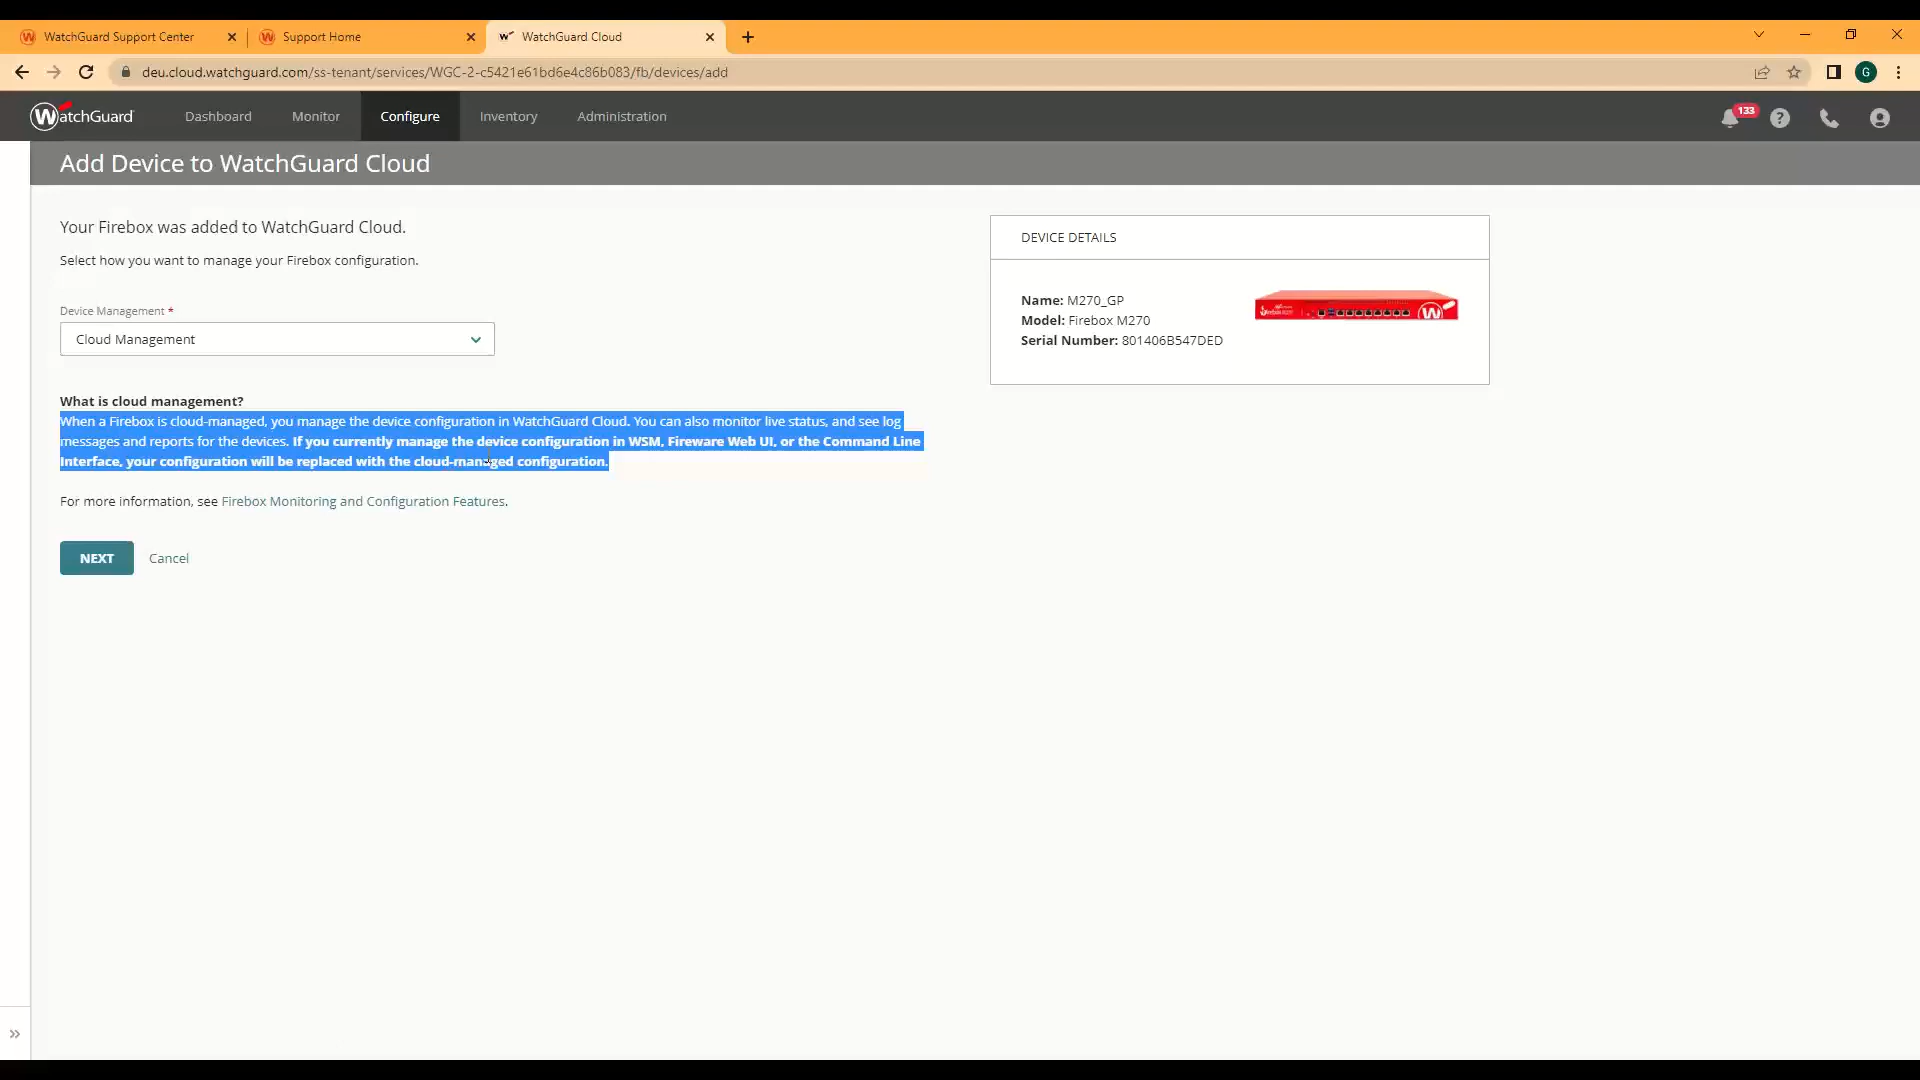 WatchGuard Support Center
Support Home
WatchGuard Cloud
deu.cloud.watchguard.com/ss-tenant/services/WGC-2-c5421e61bd6e4c86b083/fb/devices/add
WatchGuard
Dashboard
Monitor
Configure
Inventory
Administration
133
G
Add Device to WatchGuard Cloud
Your Firebox was added to WatchGuard Cloud.
Select how you want to manage your Firebox configuration.
Device Management *
Cloud Management
What is cloud management?
When a Firebox is cloud-managed, you manage the device configuration in WatchGuard Cloud. You can also monitor live status, and see log
messages and reports for the devices. If you currently manage the device configuration in WSM, Fireware Web UI, or the Command Line
Interface, your configuration will be replaced with the cloud-managed configuration.
For more information, see Firebox Monitoring and Configuration Features.
NEXT
Cancel
DEVICE DETAILS
Name: M270_GP
Model: Firebox M270
Serial Number: 801406B547DED